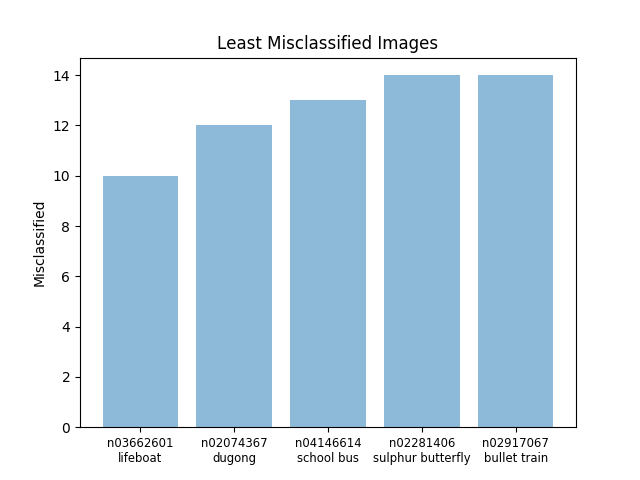 Least Misclassified Images
Misclassified
14
12
10
8
6
4
2
0
n03662601 n02074367 n04146614 n02281406 n02917067
lifeboat dugong school bus sulphur butterfly bullet train